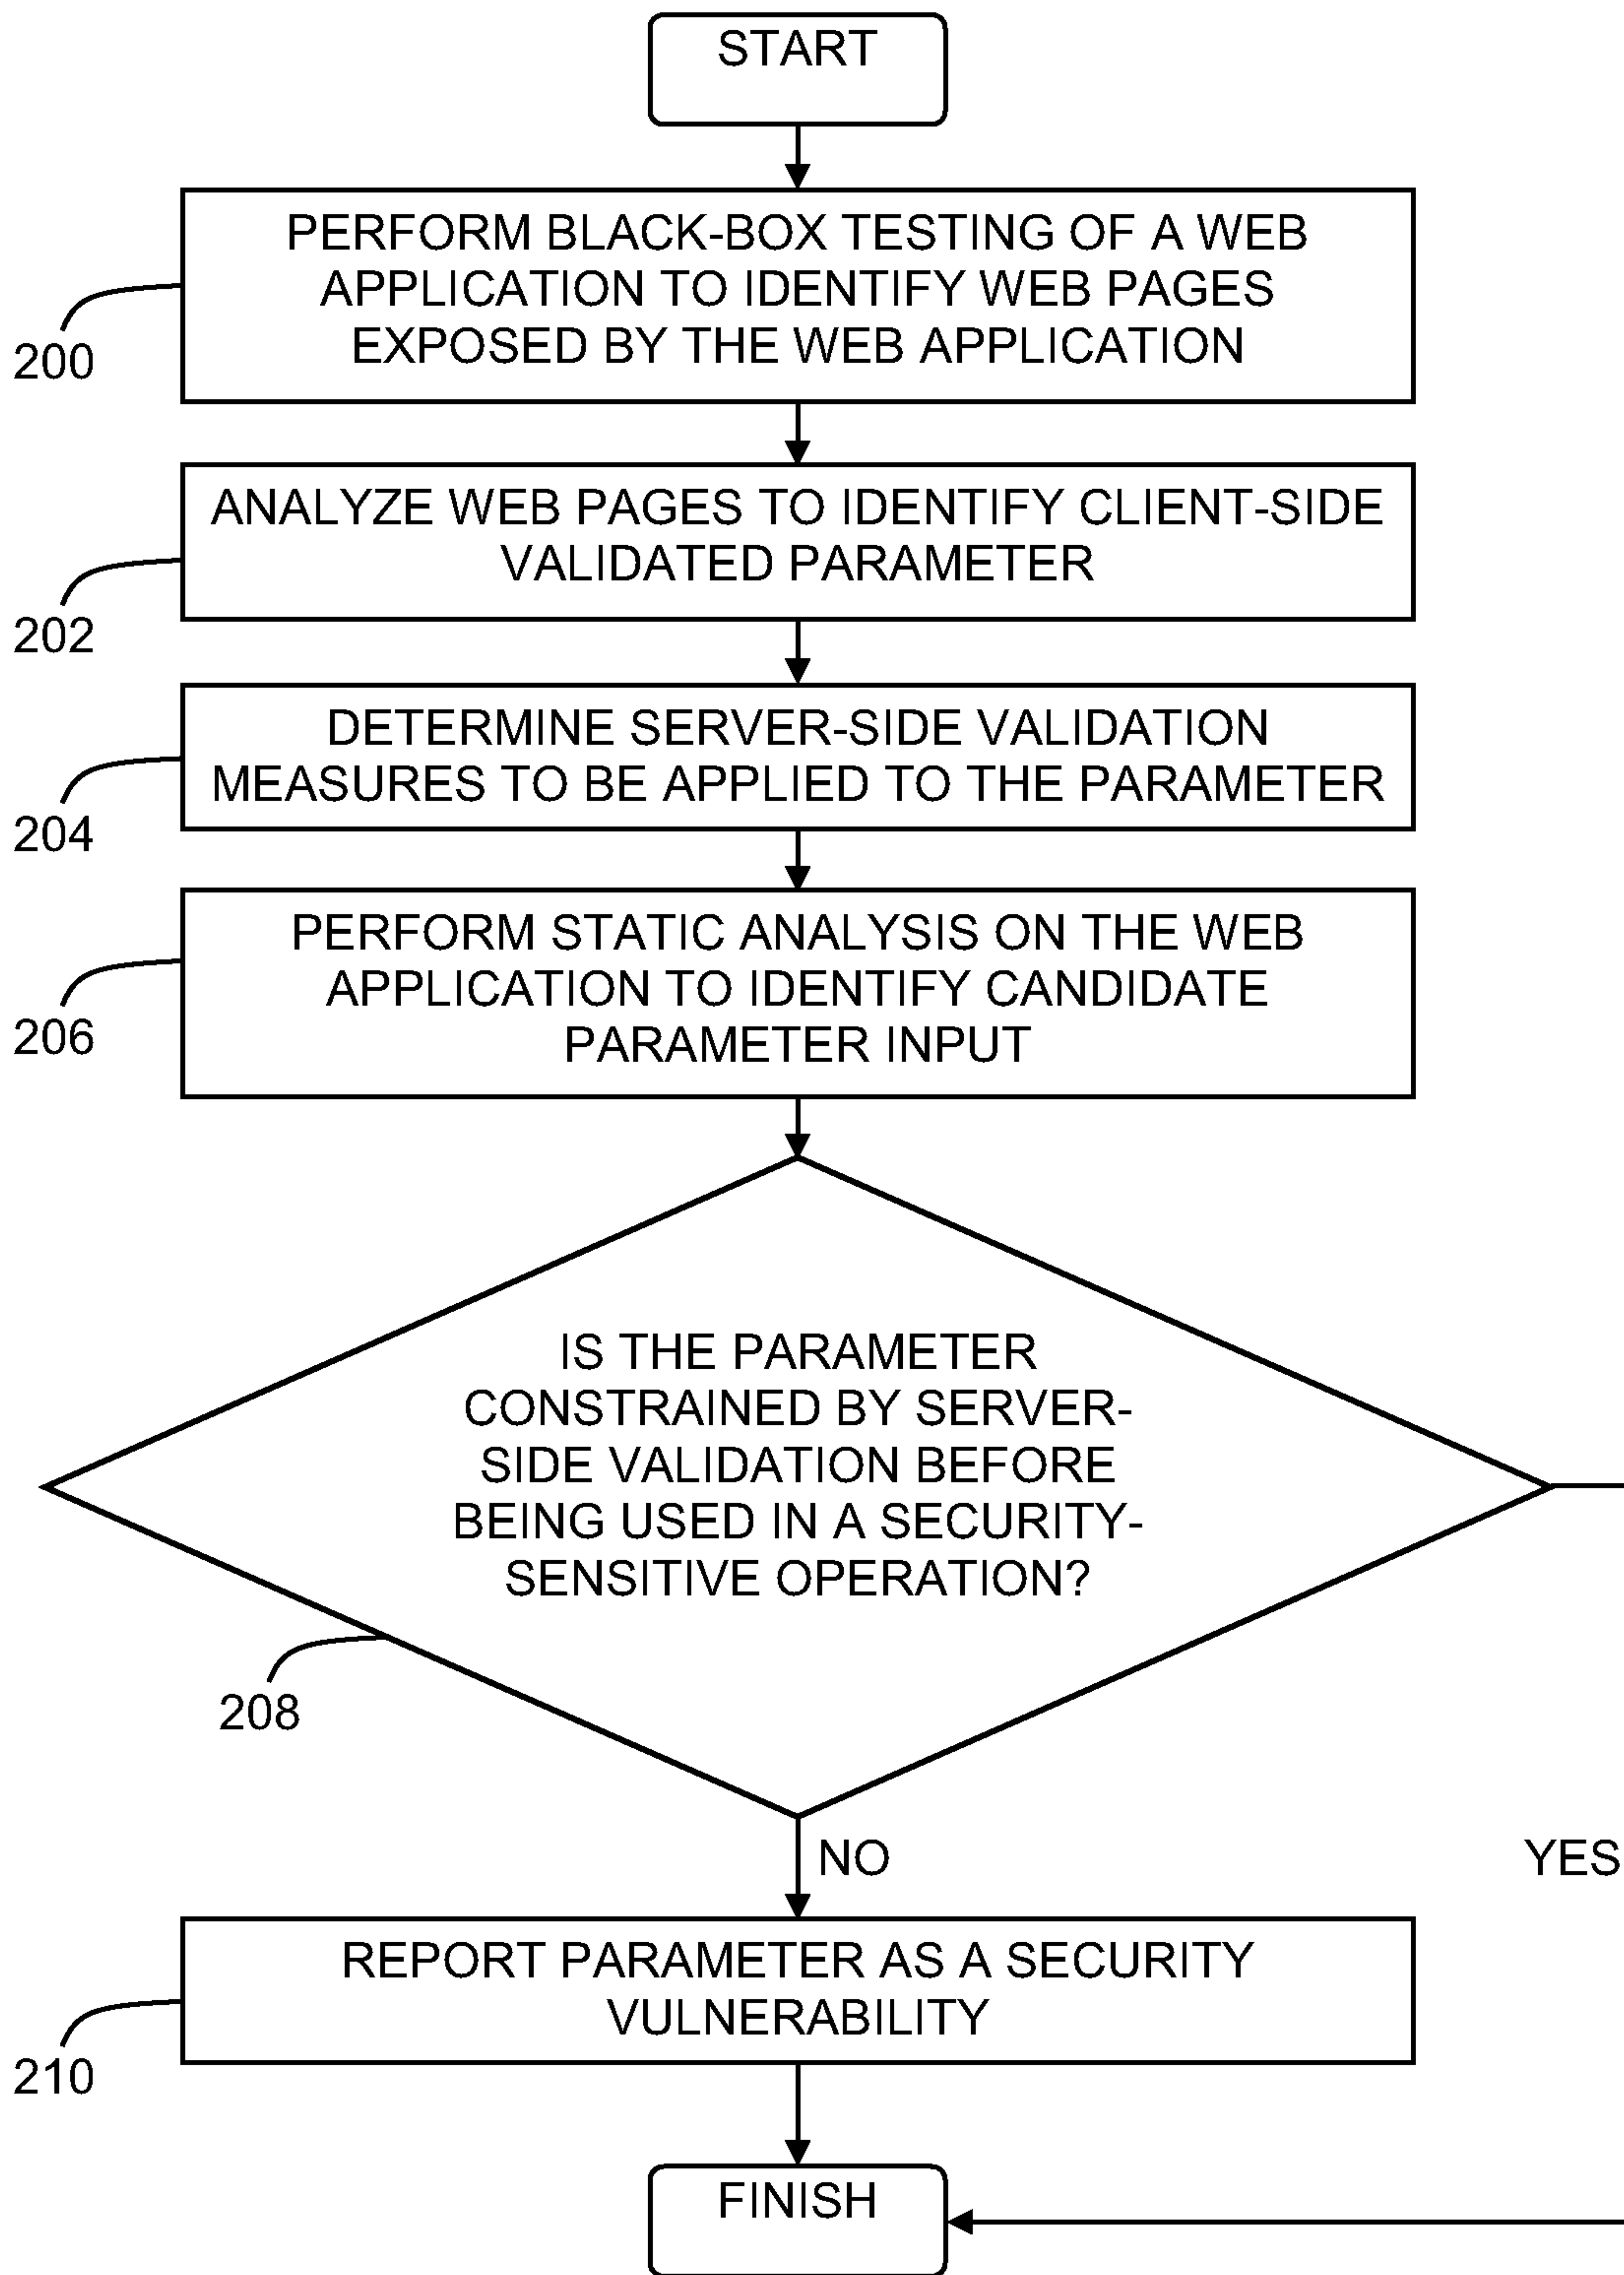 START
PERFORM BLACK-BOX TESTING OF A WEB
APPLICATION TO IDENTIFY WEB PAGES
EXPOSED BY THE WEB APPLICATION
200
ANALYZE WEB PAGES TO IDENTIFY CLIENT-SIDE
VALIDATED PARAMETER
202
DETERMINE SERVER-SIDE VALIDATION
MEASURES TO BE APPLIED TO THE PARAMETER
204
PERFORM STATIC ANALYSIS ON THE WEB
APPLICATION TO IDENTIFY CANDIDATE
PARAMETER INPUT
206
IS THE PARAMETER
CONSTRAINED BY SERVER-
SIDE VALIDATION BEFORE
BEING USED IN A SECURITY-
SENSITIVE OPERATION?
208
NO
YES
REPORT PARAMETER AS A SECURITY
VULNERABILITY
210
FINISH